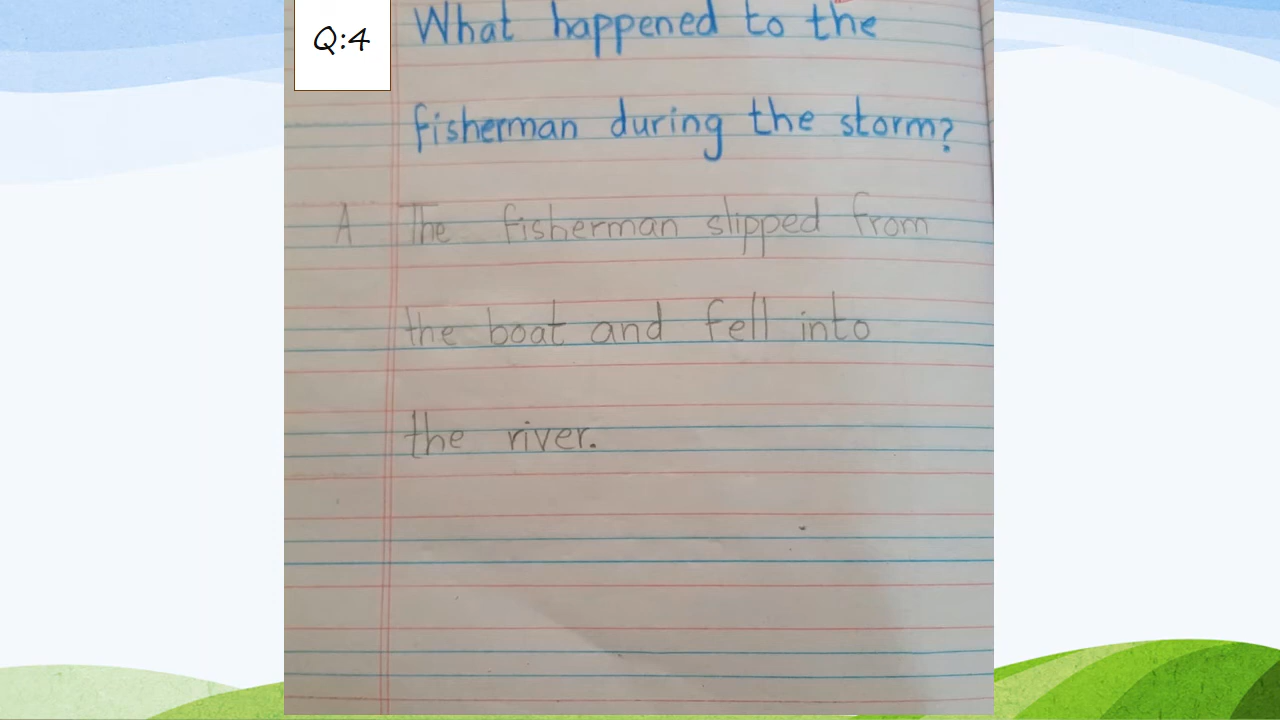 Q:4 What happened to the
fisherman during the storm?
A The fisherman slipped from
the boat and fell into
the river.